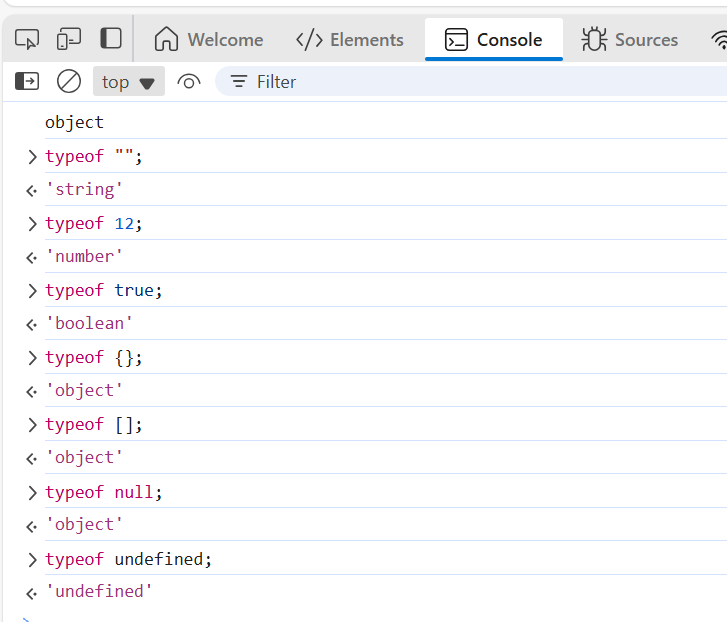 Welcome </> Elements Console Sources
top Filter
object
typeof "";
'string'
typeof 12;
'number'
typeof true;
'boolean'
typeof {};
'object'
typeof [];
'object'
typeof null;
'object'
typeof undefined;
'undefined'